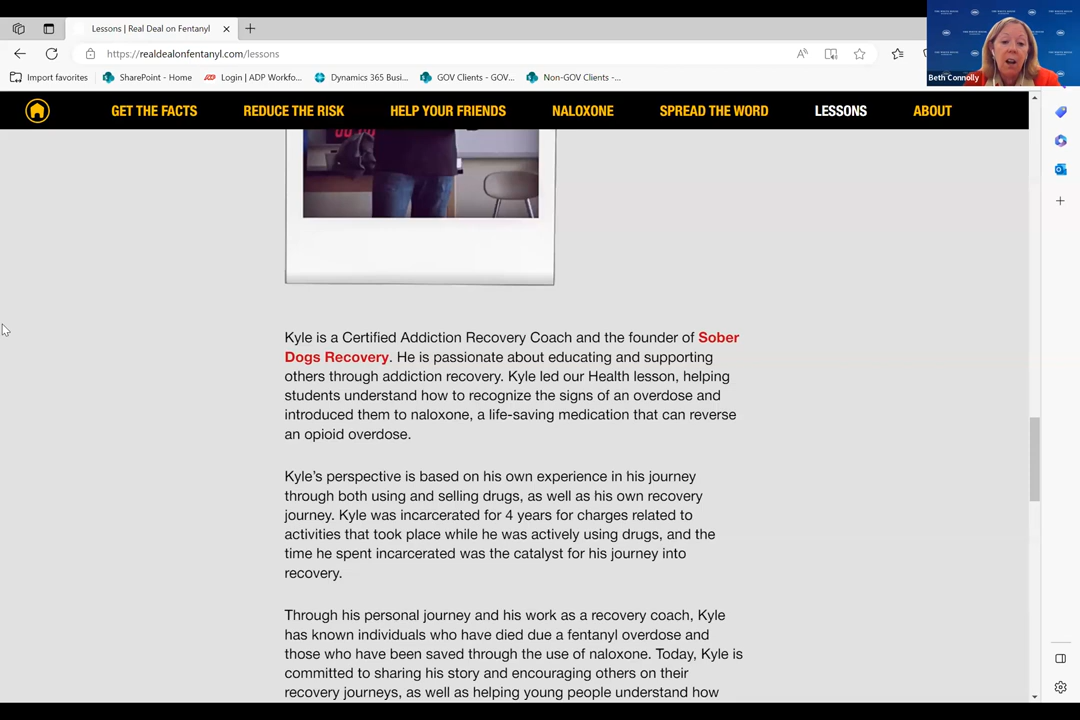 Lessons | Real Deal on Fentanyl
https://realdealonfentanyl.com/lessons
Import favorites
SharePoint - Home
Login | ADP Workfo...
Dynamics 365 Busi...
GOV Clients - GOV...
Non-GOV Clients –...
Beth Connolly
GET THE FACTS
REDUCE THE RISK
HELP YOUR FRIENDS
NALOXONE
SPREAD THE WORD
LESSONS
ABOUT
Kyle is a Certified Addiction Recovery Coach and the founder of Sober
Dogs Recovery. He is passionate about educating and supporting
others through addiction recovery. Kyle led our Health lesson, helping
students understand how to recognize the signs of an overdose and
introduced them to naloxone, a life-saving medication that can reverse
an opioid overdose.
Kyle’s perspective is based on his own experience in his journey
through both using and selling drugs, as well as his own recovery
journey. Kyle was incarcerated for 4 years for charges related to
activities that took place while he was actively using drugs, and the
time he spent incarcerated was the catalyst for his journey into
recovery.
Through his personal journey and his work as a recovery coach, Kyle
has known individuals who have died due a fentanyl overdose and
those who have been saved through the use of naloxone. Today, Kyle is
committed to sharing his story and encouraging others on their
recovery journeys, as well as helping young people understand how